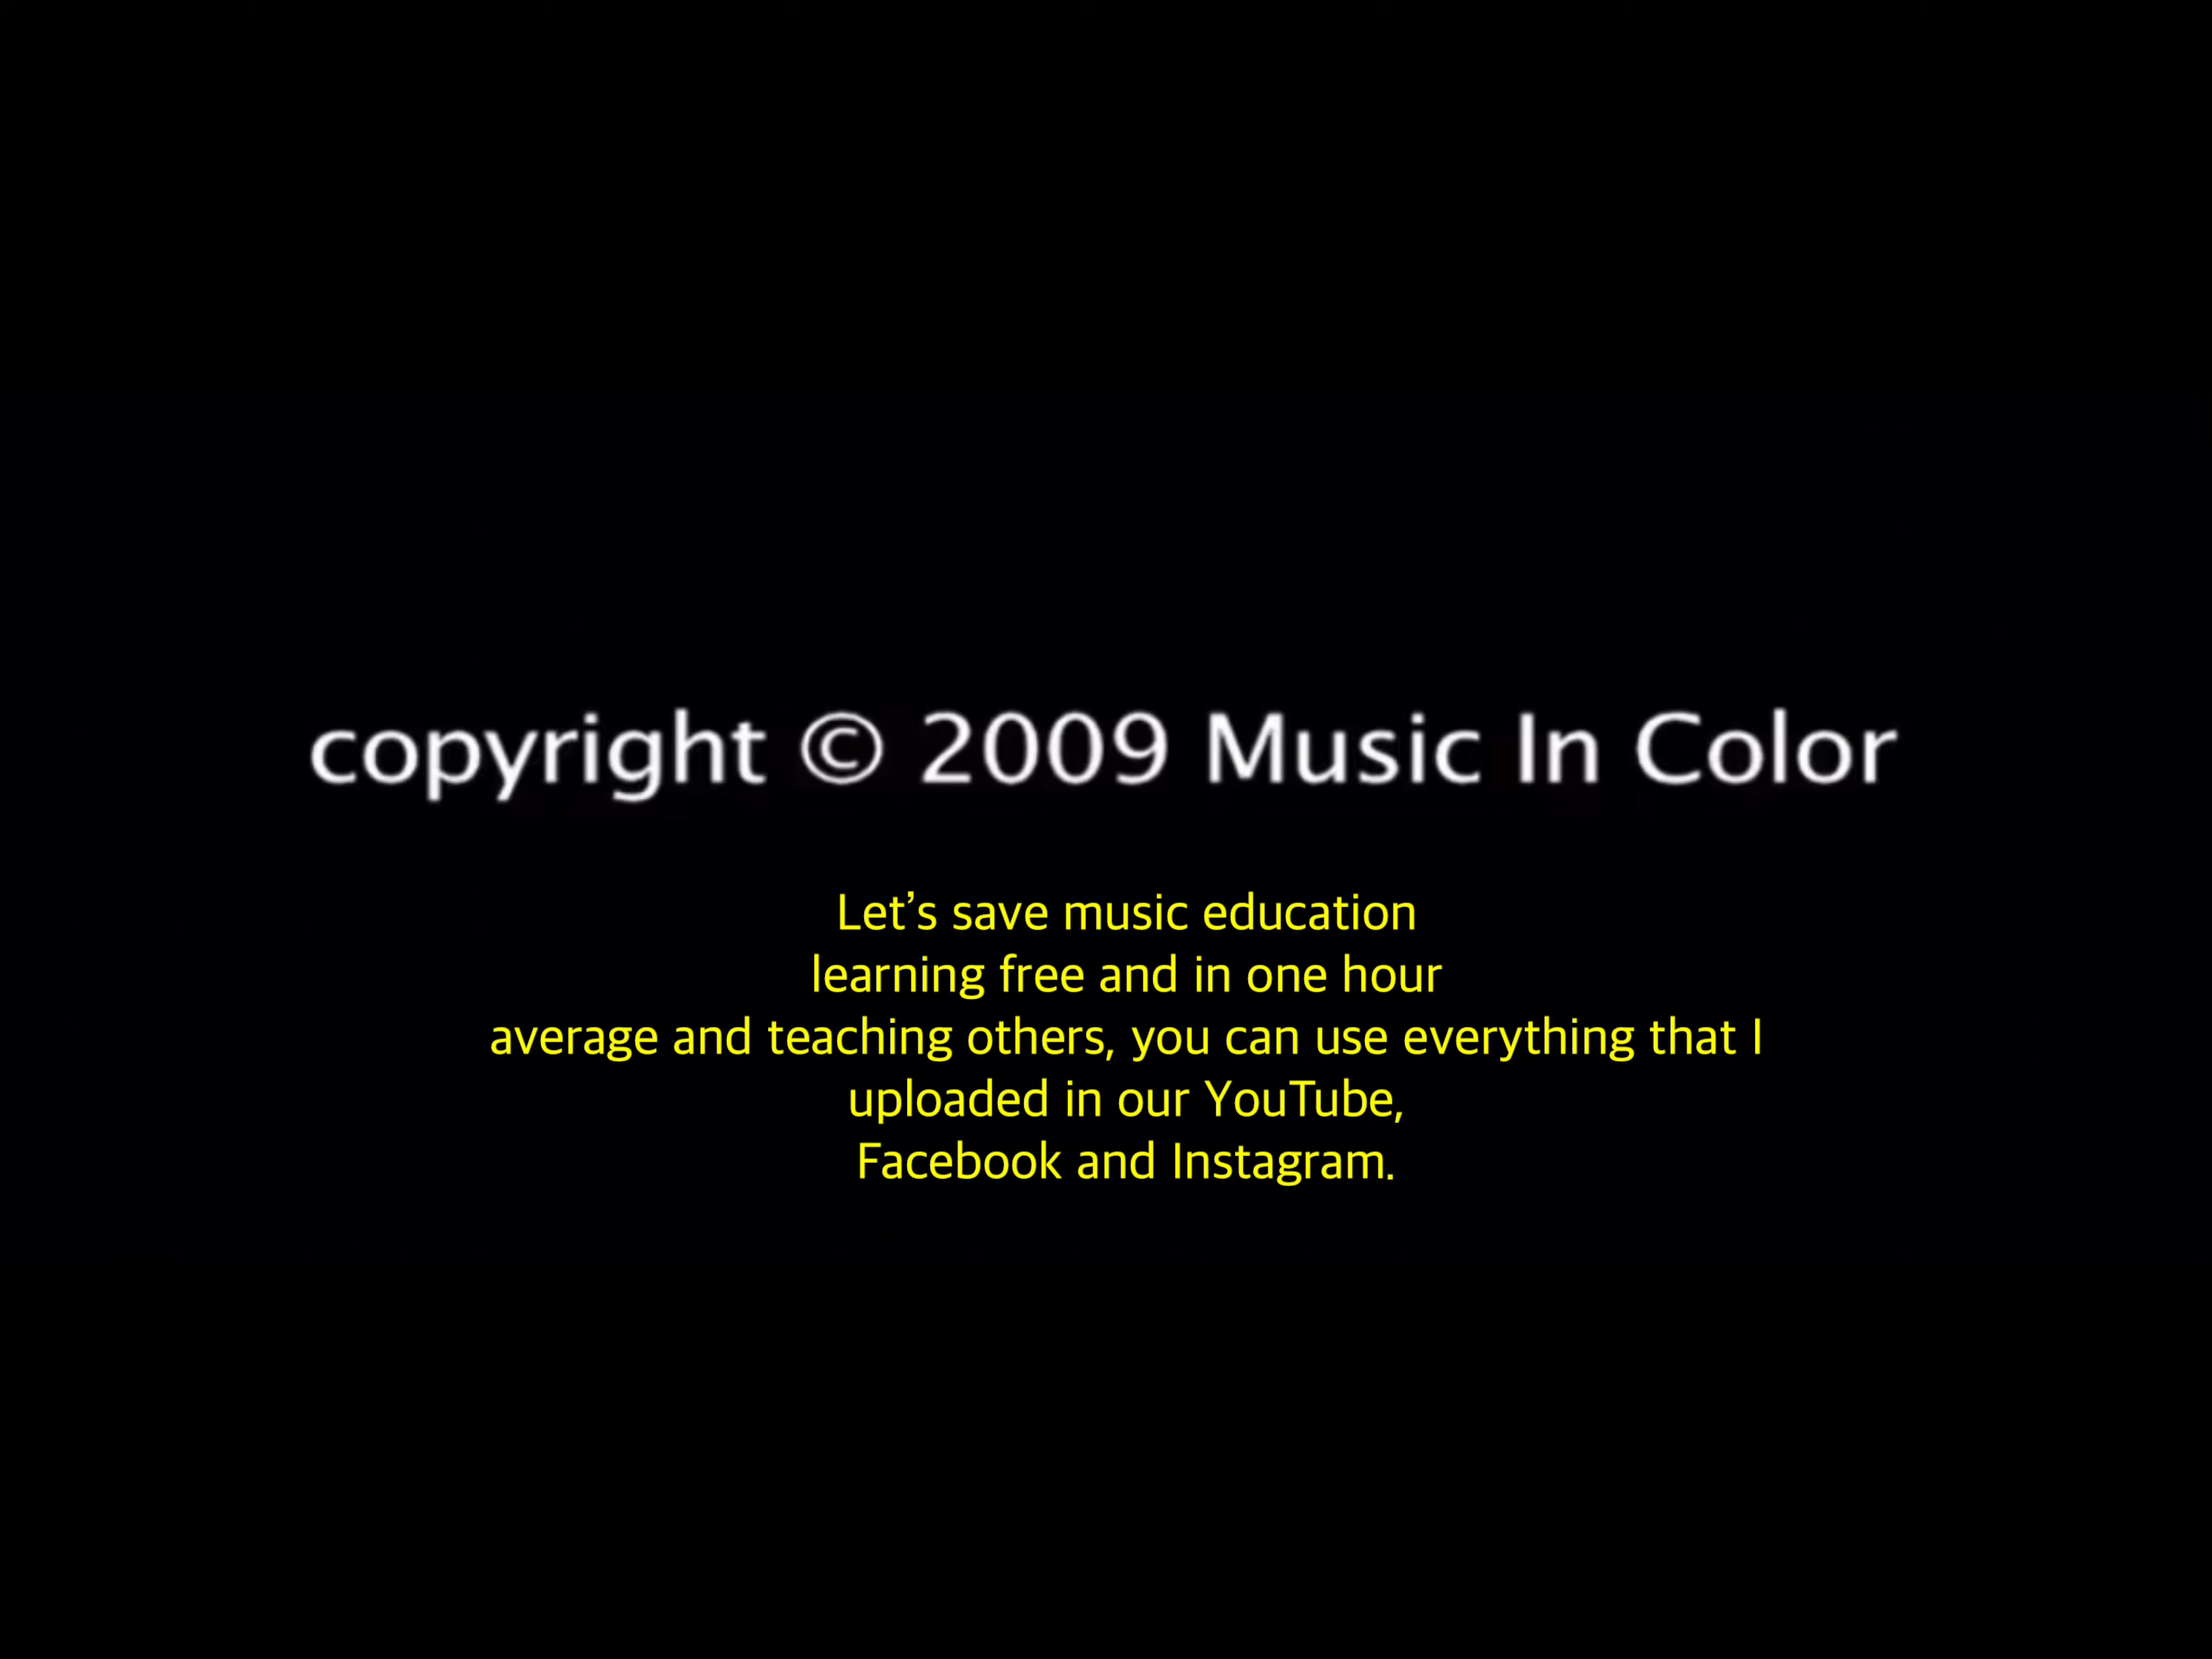 copyright © 2009 Music In Color
Let’s save music education
learning free and in one hour
average and teaching others, you can use everything that I
uploaded in our YouTube,
Facebook and Instagram.